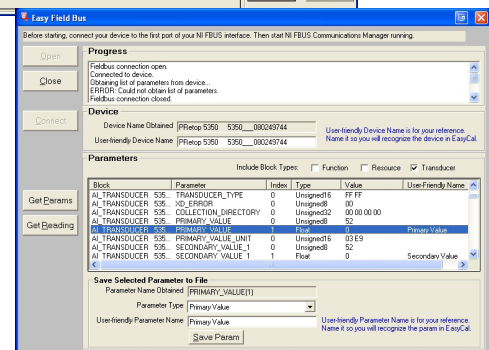 Easy Field Bus
Before starting, connect your device to the first port of your NI FBUS interface. Then start NI FBUS Communications Manager running.
Open
Close
Connect
Get Params
Get Reading
Progress
Fieldbus connection open.
Connected to device.
Obtaining list of parameters from device...
ERROR: Could not obtain list of parameters.
Fieldbus connection closed.
Device
Device Name Obtained PRetop 5350 5350___080249744
User-friendly Device Name PRetop 5350 5350___080249744
User-friendly Device Name is for your reference.
Name it so you will recognize the device in EasyCal.
Parameters
Include Block Types: Function Resource Transducer
Block Parameter Index Type Value User-Friendly Name
AI_TRANSDUCER 535... TRANSDUCER_TYPE 0 Unsigned16 FF FF
AI_TRANSDUCER 535... XD_ERROR 0 Unsigned8 00
AI_TRANSDUCER 535... COLLECTION_DIRECTORY 0 Unsigned32 00 00 00 00
AI_TRANSDUCER 535... PRIMARY_VALUE 0 Unsigned8 52
AI_TRANSDUCER 535... PRIMARY_VALUE 1 Float 0 Primary Value
AI_TRANSDUCER 535... PRIMARY_VALUE_UNIT 0 Unsigned16 03 E9
AI_TRANSDUCER 535... SECONDARY_VALUE_1 0 Unsigned8 52
AI_TRANSDUCER 535... SECONDARY_VALUE_1 1 Float 0 Secondary Value
Save Selected Parameter to File
Parameter Name Obtained PRIMARY_VALUE(1)
Parameter Type Primary Value
User-friendly Parameter Name Primary Value
User-friendly Parameter Name is for your reference.
Name it so you will recognize the param in EasyCal.
Save Param